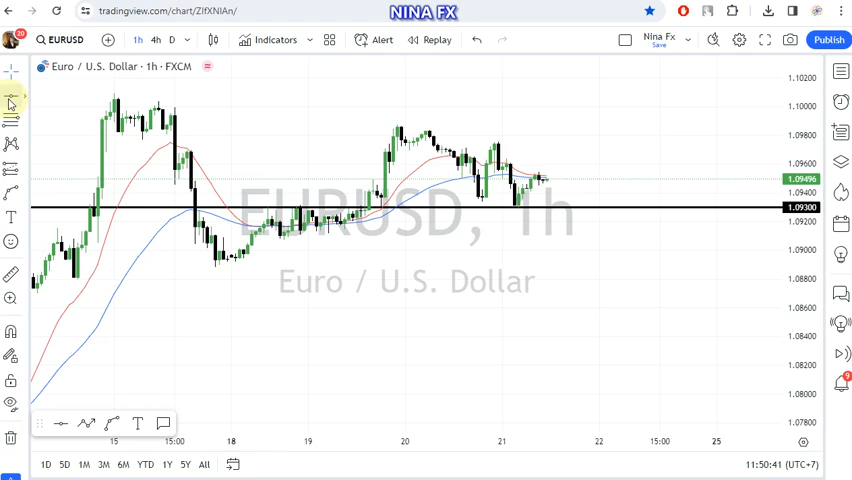 tradingview.com/chart/ZIfXNIAn/
NINA FX
20
EURUSD
1h
4h
D
Indicators
Alert
Replay
Nina Fx
Save
Publish
Euro / U.S. Dollar · 1h · FXCM
EURUSD, 1h
Euro / U.S. Dollar
1.10200
1.10000
1.09800
1.09600
1.09496
1.09400
1.09300
1.09200
1.09000
1.08800
1.08600
1.08400
1.08200
1.08000
1.07800
9
T
T
15
15:00
18
19
20
21
22
15:00
25
1D
5D
1M
3M
6M
YTD
1Y
5Y
All
11:50:41 (UTC+7)